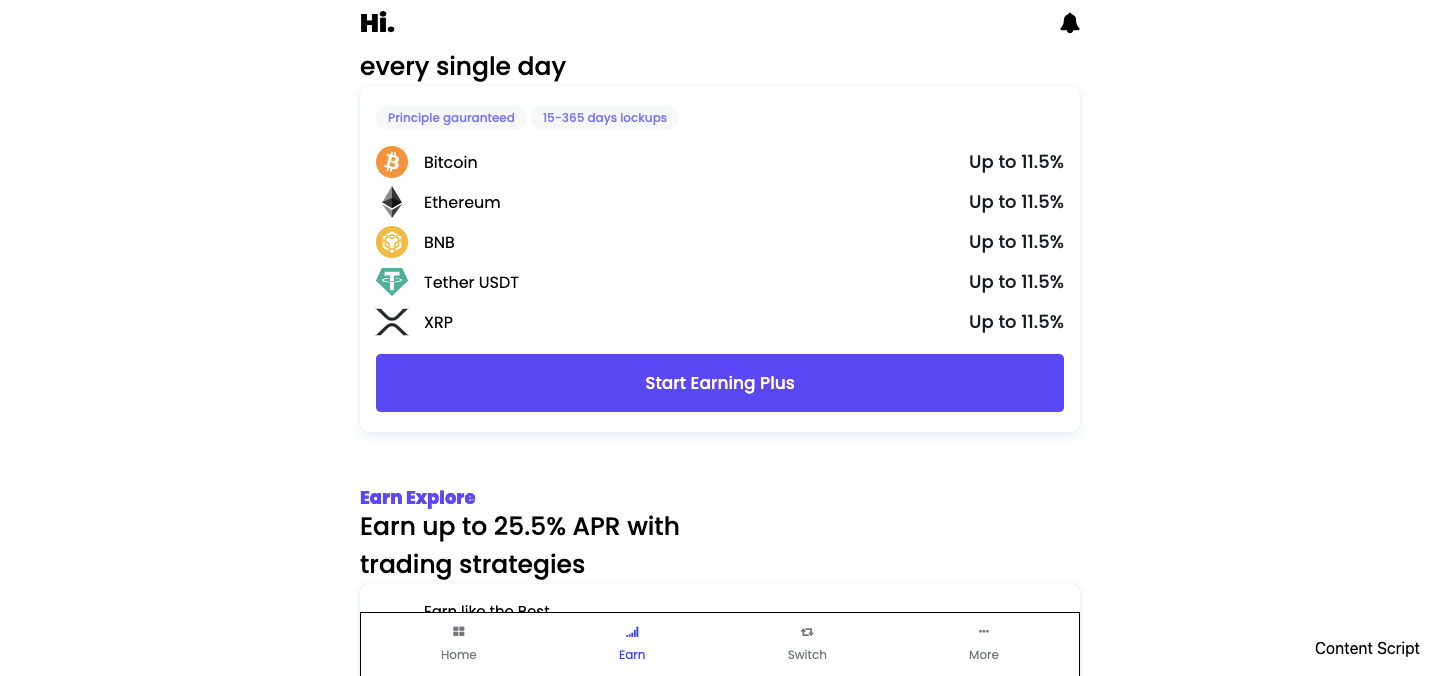 Hi.
every single day
Principle gauranteed
15-365 days lockups
Bitcoin Up to 11.5%
Ethereum Up to 11.5%
BNB Up to 11.5%
Tether USDT Up to 11.5%
XRP Up to 11.5%
Start Earning Plus
Earn Explore
Earn up to 25.5% APR with
trading strategies
Earn like the Best
Home Earn Switch More
Content Script